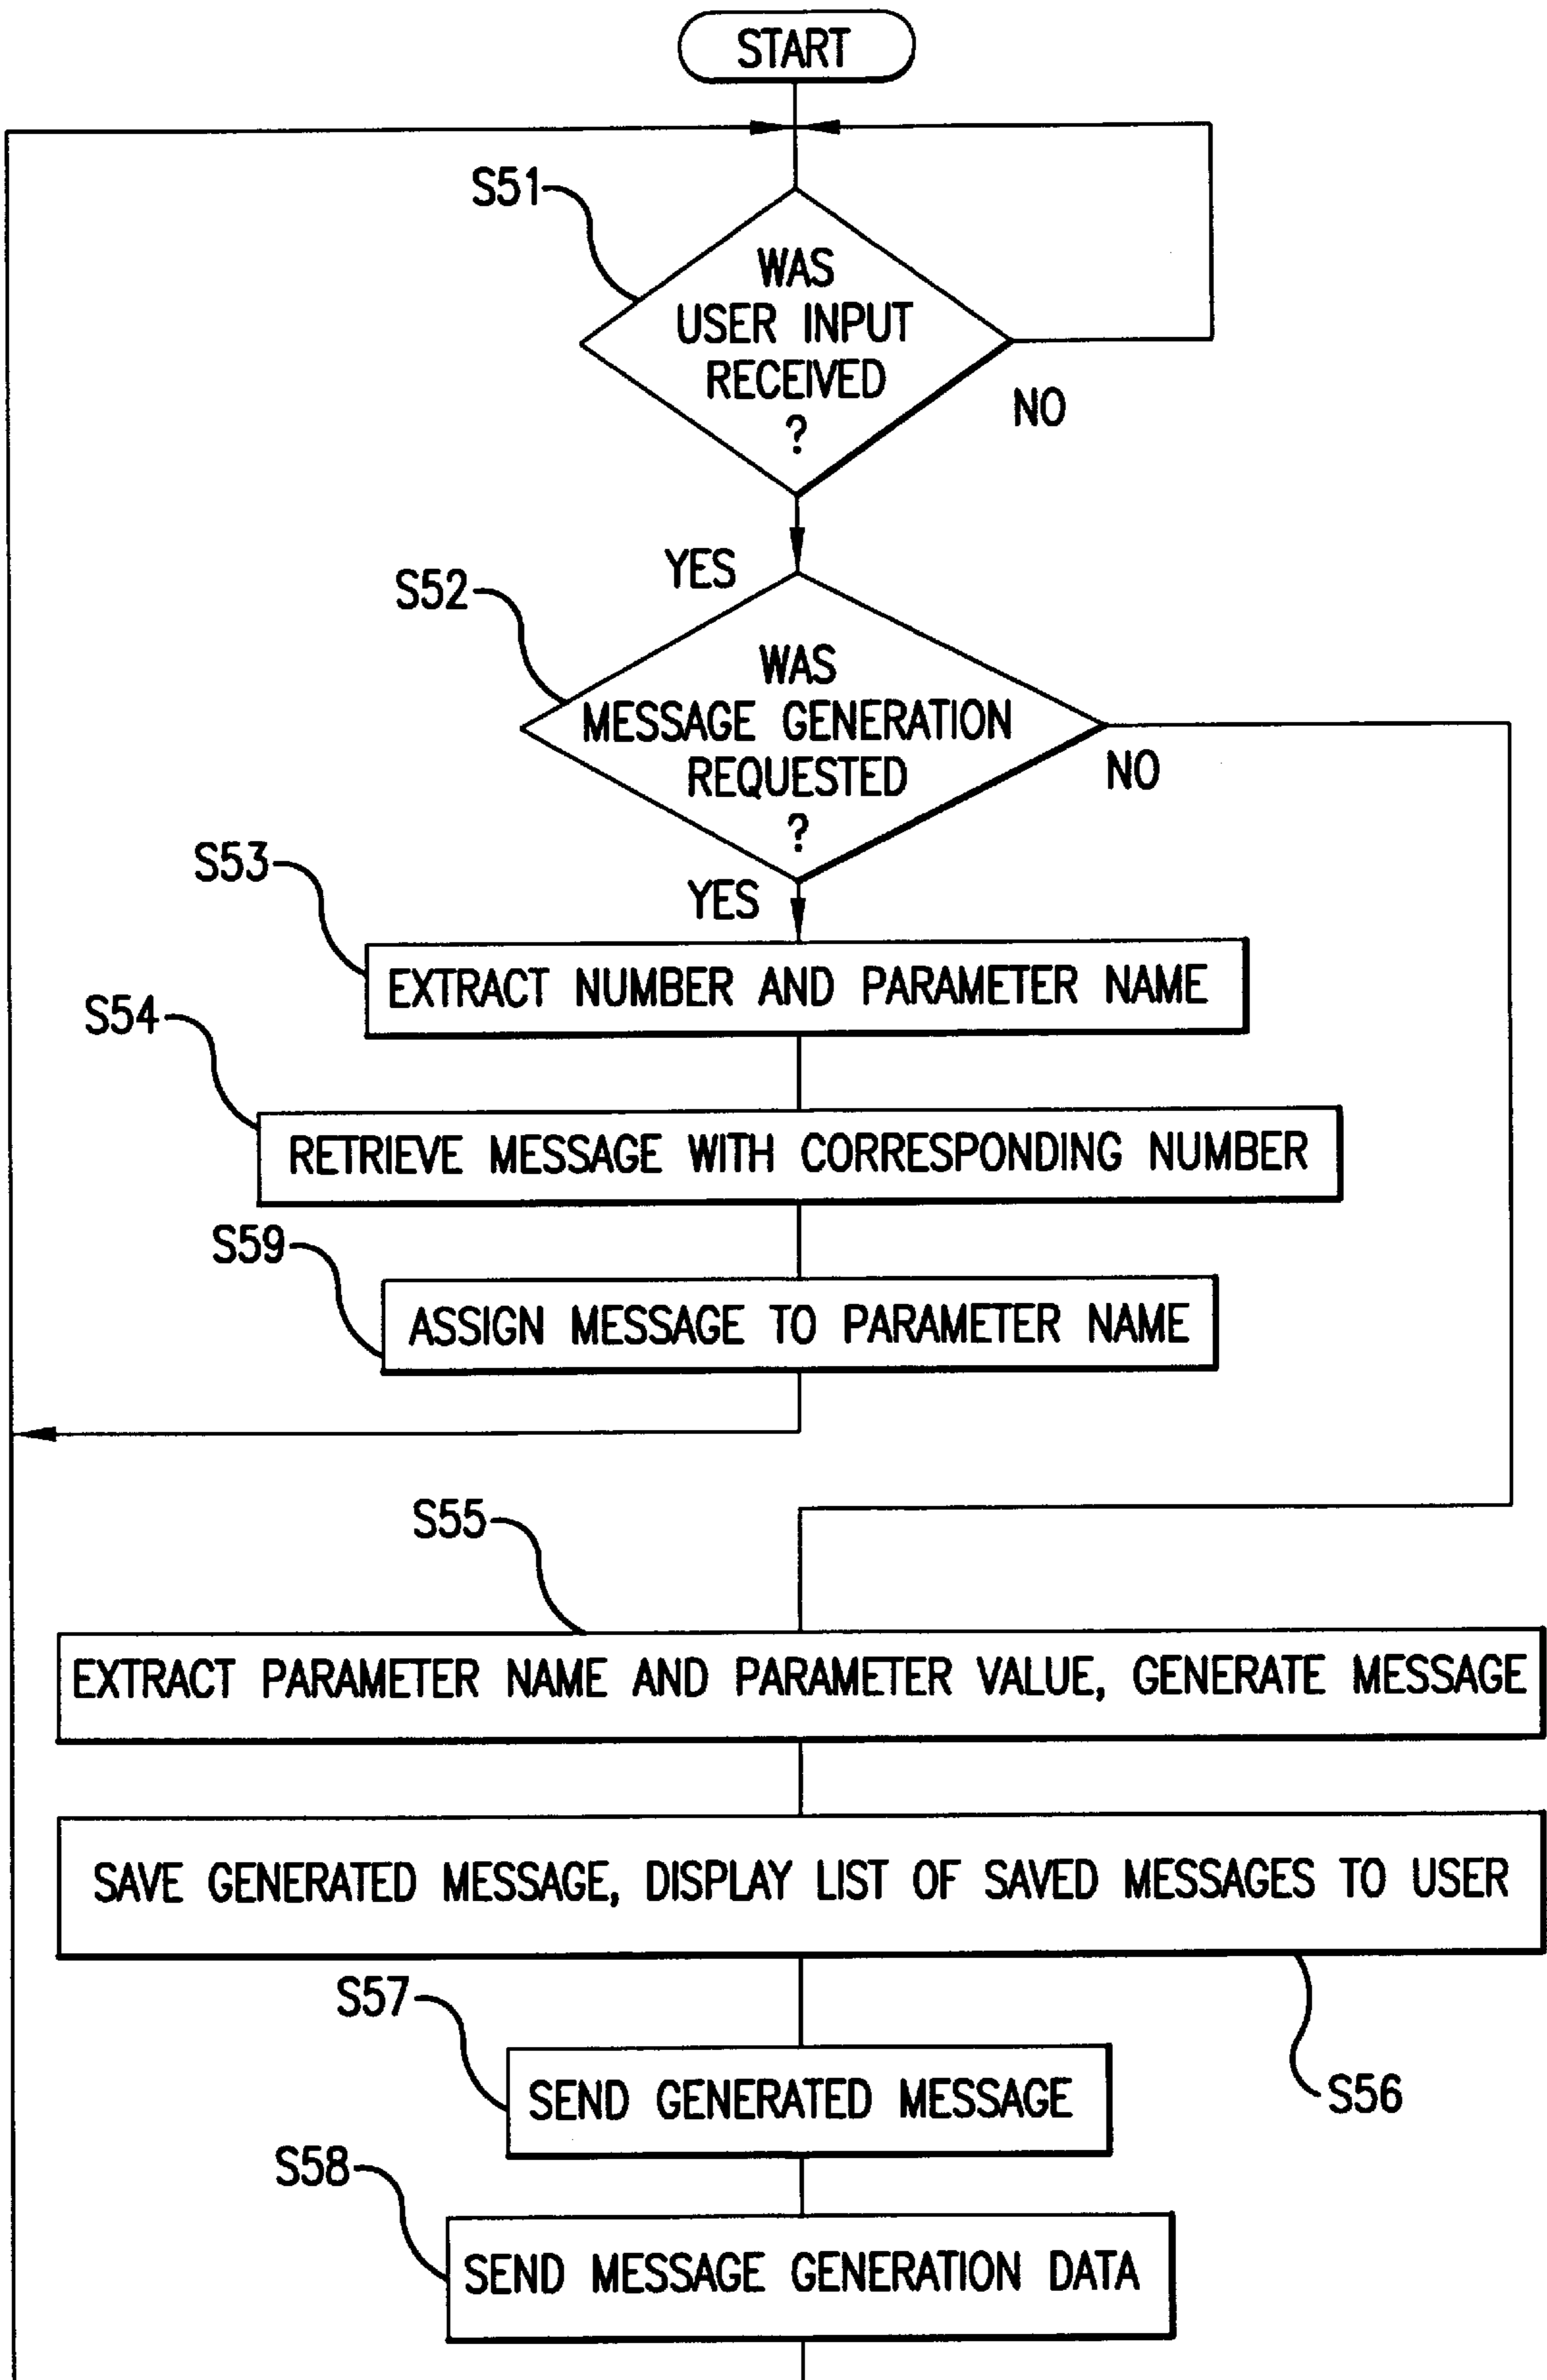 START
S51
WAS
USER INPUT
RECEIVED
?
NO
YES
S52
WAS
MESSAGE GENERATION
REQUESTED
?
NO
S53
YES
EXTRACT NUMBER AND PARAMETER NAME
S54
RETRIEVE MESSAGE WITH CORRESPONDING NUMBER
S59
ASSIGN MESSAGE TO PARAMETER NAME
S55
EXTRACT PARAMETER NAME AND PARAMETER VALUE, GENERATE MESSAGE
SAVE GENERATED MESSAGE, DISPLAY LIST OF SAVED MESSAGES TO USER
S57
SEND GENERATED MESSAGE
S56
S58
SEND MESSAGE GENERATION DATA